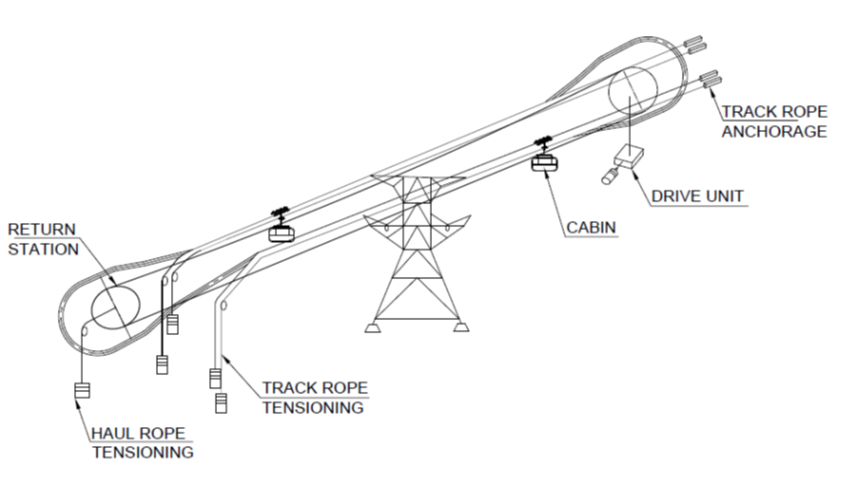 TRACK ROPE
ANCHORAGE
DRIVE UNIT
CABIN
RETURN
STATION
TRACK ROPE
TENSIONING
HAUL ROPE
TENSIONING